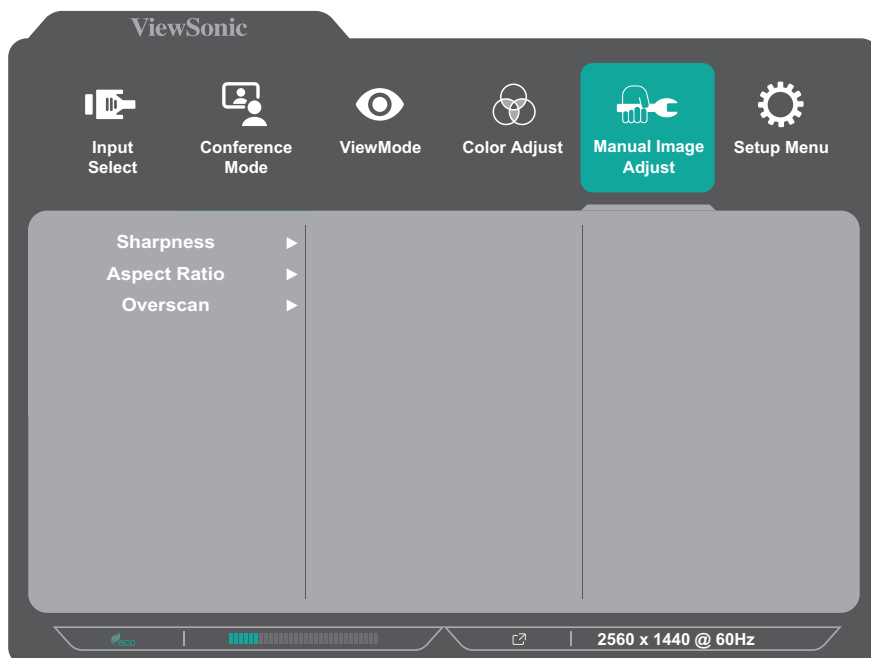 ViewSonic
Input
Select
Conference
Mode
ViewMode
Color Adjust
Manual Image
Adjust
Setup Menu
Sharpness
Aspect Ratio
Overscan
eco
2560 x 1440 @ 60Hz